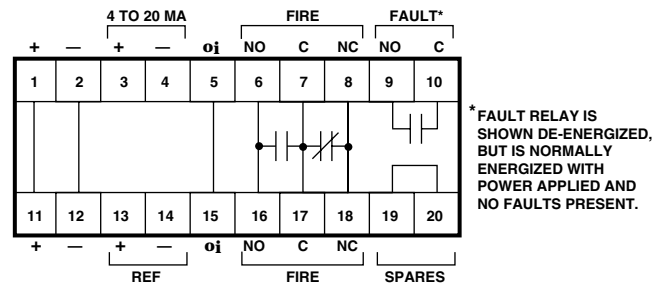 4 TO 20 MA FIRE FAULT*
+ — + — oi NO C NC NO C
1 2 3 4 5 6 7 8 9 10
*FAULT RELAY IS
SHOWN DE-ENERGIZED,
BUT IS NORMALLY
ENERGIZED WITH
POWER APPLIED AND
NO FAULTS PRESENT.
11 12 13 14 15 16 17 18 19 20
+ — + — oi NO C NC
REF FIRE SPARES